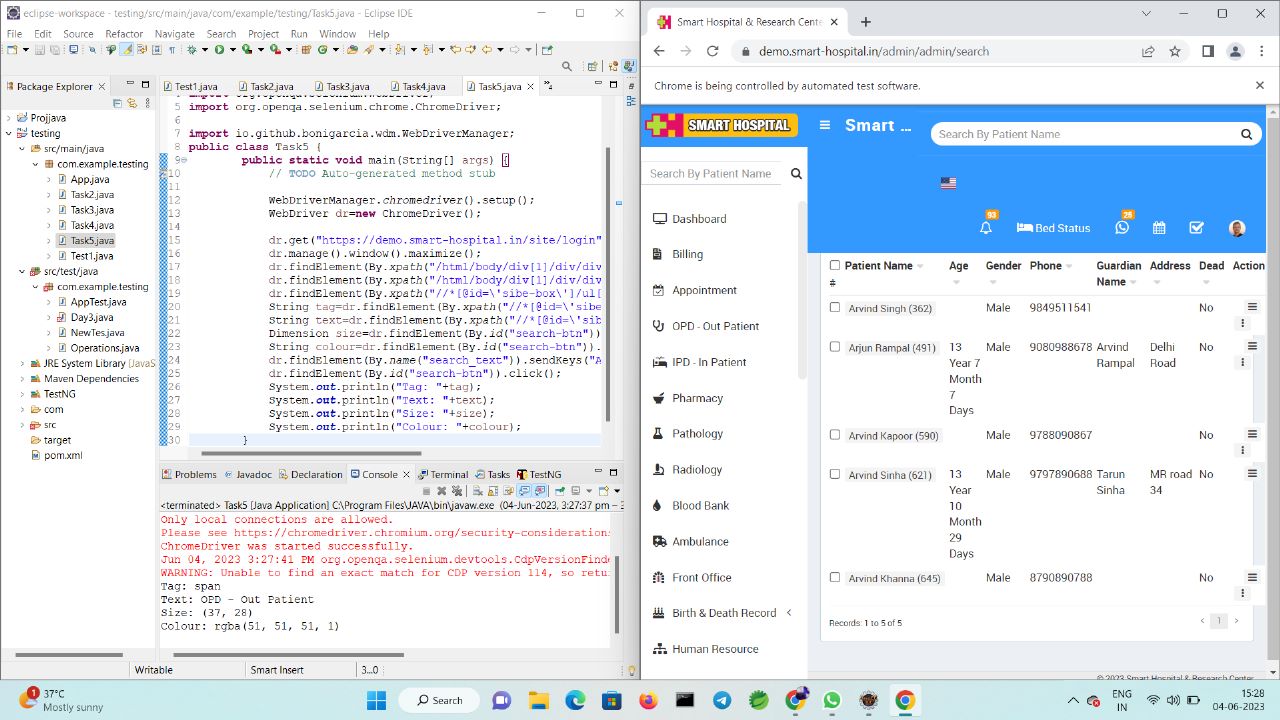 eclipse-workspace - testing/src/main/java/com/example/testing/Task5.java - Eclipse IDE
File Edit Source Refactor Navigate Search Project Run Window Help
Package Explorer
Projjava
testing
src/main/java
com.example.testing
App.java
Task2.java
Task3.java
Task4.java
Task5.java
Test1.java
src/test/java
com.example.testing
AppTest.java
Day3.java
NewTes.java
Operations.java
JRE System Library [JavaS
Maven Dependencies
TestNG
com
src
target
pom.xml
Test1.java Task2.java Task3.java Task4.java Task5.java
5 import org.openqa.selenium.chrome.ChromeDriver;
6
7 import io.github.bonigarcia.wdm.WebDriverManager;
8 public class Task5 {
9 public static void main(String[] args) {
10 // TODO Auto-generated method stub
11
12 WebDriverManager.chromedriver().setup();
13 WebDriver dr=new ChromeDriver();
14
15 dr.get("https://demo.smart-hospital.in/site/login"
16 dr.manage().window().maximize();
17 dr.findElement(By.xpath("/html/body/div[1]/div/div
18 dr.findElement(By.xpath("/html/body/div[1]/div/div
19 dr.findElement(By.xpath("//*[@id=\'sibe-box\']/ul[
20 String tag=dr.findElement(By.xpath("//*[@id=\'sibe
21 String text=dr.findElement(By.xpath("//*[@id=\'sib
22 Dimension size=dr.findElement(By.id("search-btn"))
23 String colour=dr.findElement(By.id("search-btn")).
24 dr.findElement(By.name("search_text")).sendKeys("A
25 dr.findElement(By.id("search-btn")).click();
26 System.out.println("Tag: "+tag);
27 System.out.println("Text: "+text);
28 System.out.println("Size: "+size);
29 System.out.println("Colour: "+colour);
30 }
Problems Javadoc Declaration Console Terminal Tasks TestNG
<terminated> Task5 [Java Application] C:\Program Files\JAVA\bin\javaw.exe (04-Jun-2023, 3:27:37 pm – 3
Only local connections are allowed.
Please see https://chromedriver.chromium.org/security-considerations
ChromeDriver was started successfully.
Jun 04, 2023 3:27:41 PM org.openqa.selenium.devtools.CdpVersionFinde
WARNING: Unable to find an exact match for CDP version 114, so retu
Tag: span
Text: OPD - Out Patient
Size: (37, 28)
Colour: rgba(51, 51, 51, 1)
Writable Smart Insert 3...0
Smart Hospital & Research Cente
demo.smart-hospital.in/admin/admin/search
Chrome is being controlled by automated test software.
SMART HOSPITAL
Smart ...
Search By Patient Name
Search By Patient Name
93
Bed Status
25
Dashboard
Billing
Appointment
OPD - Out Patient
IPD - In Patient
Pharmacy
Pathology
Radiology
Blood Bank
Ambulance
Front Office
Birth & Death Record
Human Resource
# Patient Name Age Gender Phone Guardian Name Address Dead Action
Arvind Singh (362) Male 9849511541 No
Arjun Rampal (491) 13 Year 7 Month 7 Days Male 9080988678 Arvind Rampal Delhi Road No
Arvind Kapoor (590) Male 9788090867 No
Arvind Sinha (621) 13 Year 10 Month 29 Days Male 9797890688 Tarun Sinha MR road 34 No
Arvind Khanna (645) Male 8790890788 No
Records: 1 to 5 of 5
1
© 2023 Smart Hospital & Research Center
1
37°C
Mostly sunny
Search
ENG
IN
15:28
04-06-2023